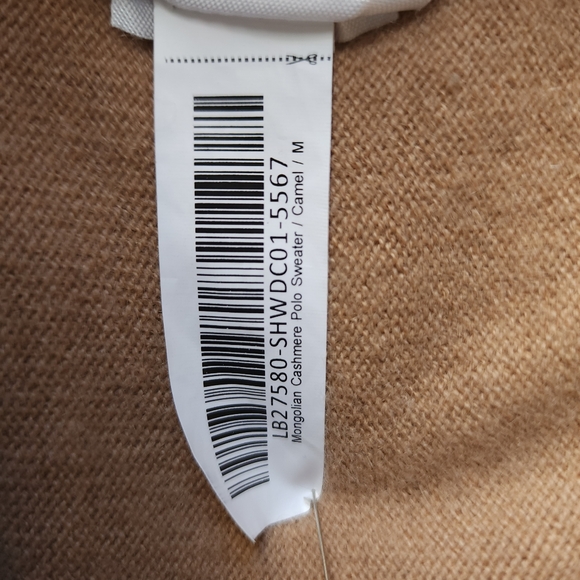 LB27580-SHWDC01-5567
Mongolian Cashmere Polo Sweater / Camel / M